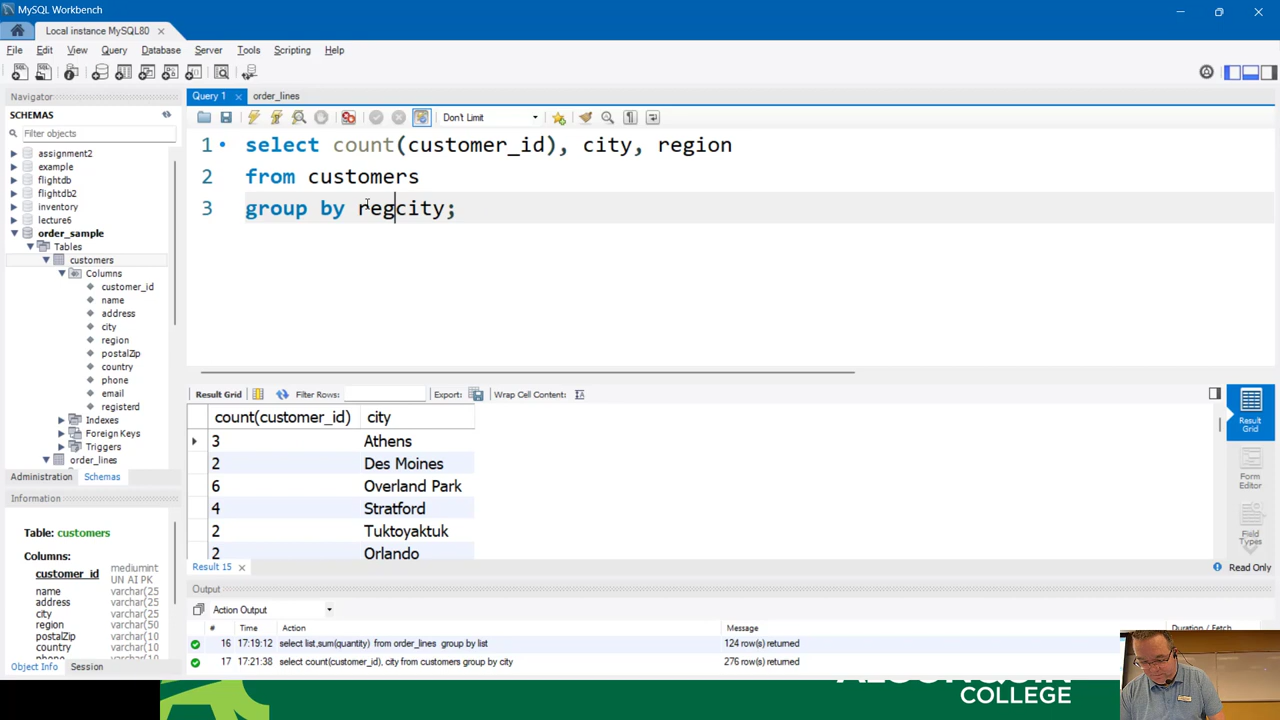 MySQL Workbench
Local instance MySQL80
File Edit View Query Database Server Tools Scripting Help
Navigator
SCHEMAS
Filter objects
assignment2
example
flightdb
flightdb2
inventory
lecture6
order_sample
Tables
customers
Columns
customer_id
name
address
city
region
postalZip
country
phone
email
registerd
Indexes
Foreign Keys
Triggers
order_lines
Administration Schemas
Information
Table: customers
Columns:
customer_id mediumint
UN AI PK
name varchar(25
address varchar(25
city varchar(25
region varchar(50
postalZip varchar(10
country varchar(10
Object Info Session
Query 1 order_lines
Don't Limit
1 select count(customer_id), city, region
2 from customers
3 group by regcity;
Result Grid Filter Rows: Export: Wrap Cell Content:
count(customer_id) city
3 Athens
2 Des Moines
6 Overland Park
4 Stratford
2 Tuktoyaktuk
2 Orlando
Result Grid
Form Editor
Field Types
Result 15 Read Only
Output
Action Output
# Time Action Message Duration / Fetch
16 17:19:12 select list,sum(quantity) from order_lines group by list 124 row(s) returned
17 17:21:38 select count(customer_id), city from customers group by city 276 row(s) returned
COLLEGE